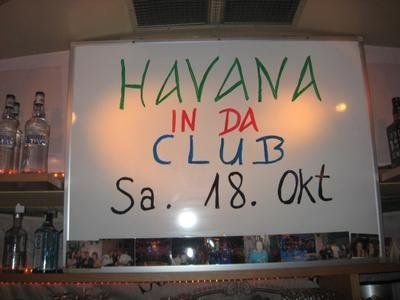 HAVANA
IN DA
CLUB
Sa. 18. Okt